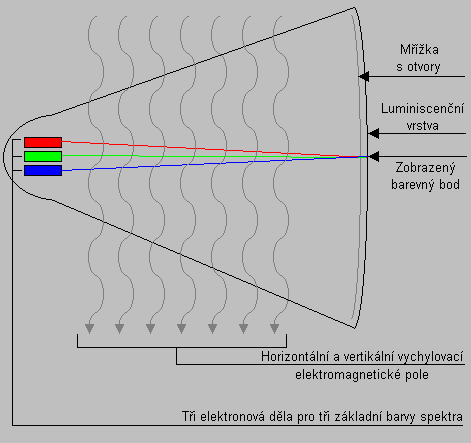 Mřížka
s otvory
Luminiscenční
vrstva
Zobrazený
barevný bod
Horizontální a vertikální vychylovací
elektromagnetické pole
Tři elektronová děla pro tři základní barvy spektra